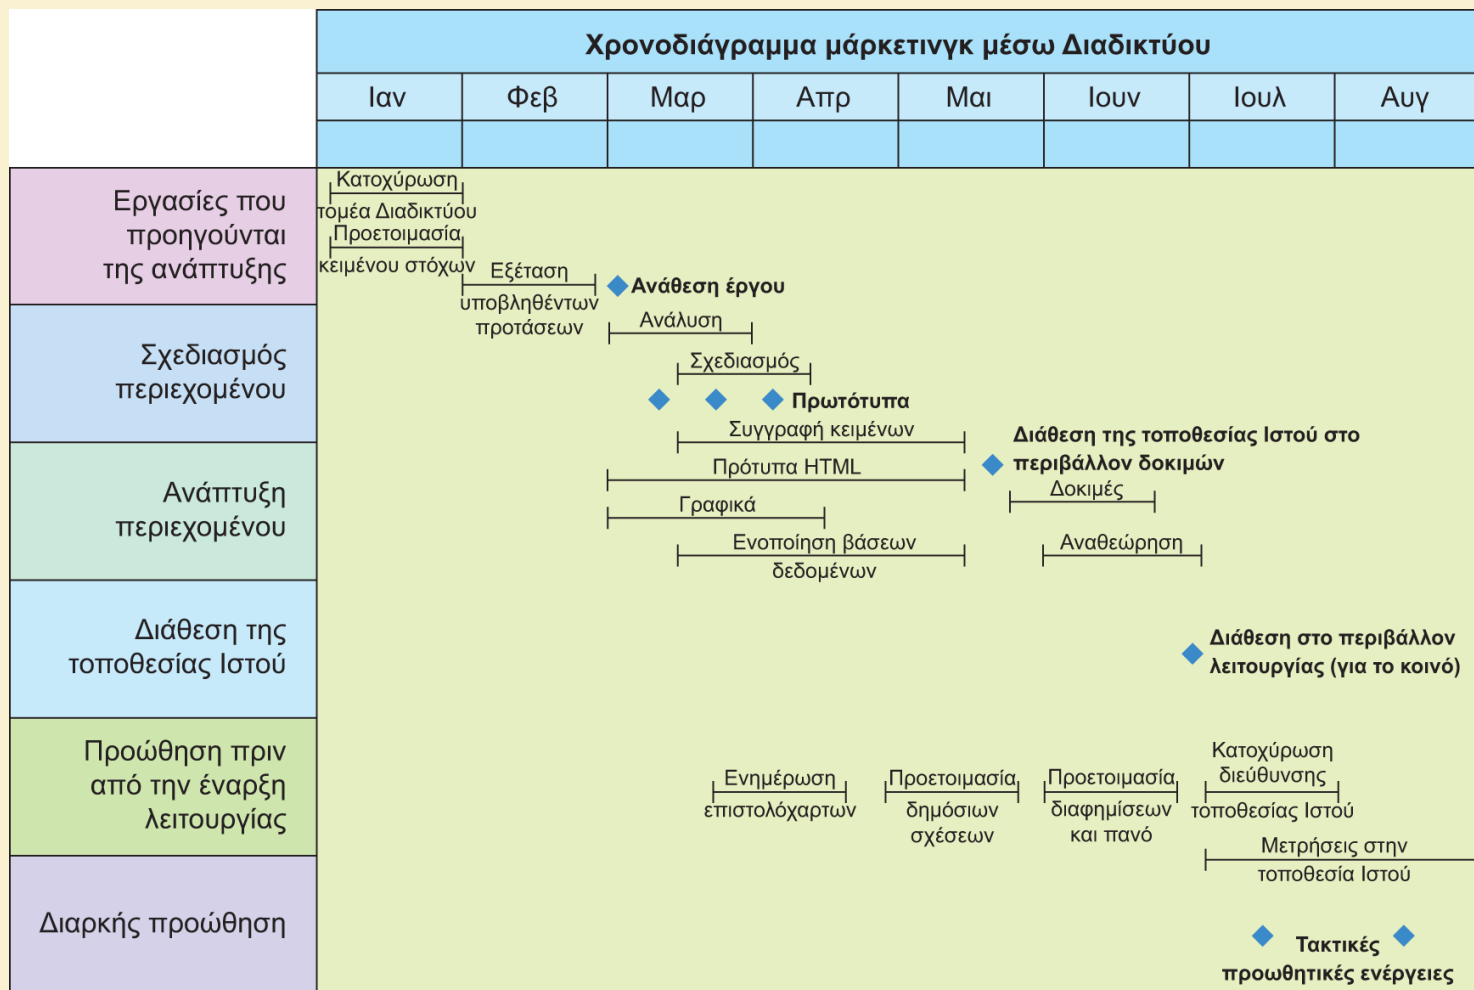 Χρονοδιάγραμμα μάρκετινγκ μέσω Διαδικτύου
Ιαν Φεβ Μαρ Απρ Μαι Ιουν Ιουλ Αυγ
Εργασίες που
προηγούνται
της ανάπτυξης
Κατοχύρωση
τομέα Διαδικτύου
Προετοιμασία
κειμένου στόχων
Εξέταση
υποβληθέντων
προτάσεων
Ανάθεση έργου
Σχεδιασμός
περιεχομένου
Ανάλυση
Σχεδιασμός
Πρωτότυπα
Συγγραφή κειμένων
Ανάπτυξη
περιεχομένου
Πρότυπα HTML
Γραφικά
Ενοποίηση βάσεων
δεδομένων
Διάθεση της τοποθεσίας Ιστού στο
περιβάλλον δοκιμών
Δοκιμές
Αναθεώρηση
Διάθεση της
τοποθεσίας Ιστού
Διάθεση στο περιβάλλον
λειτουργίας (για το κοινό)
Προώθηση πριν
από την έναρξη
λειτουργίας
Ενημέρωση
επιστολόχαρτων
Προετοιμασία
δημόσιων
σχέσεων
Προετοιμασία
διαφημίσεων
και πανό
Κατοχύρωση
διεύθυνσης
τοποθεσίας Ιστού
Μετρήσεις στην
τοποθεσία Ιστού
Διαρκής προώθηση
Τακτικές
προωθητικές ενέργειες